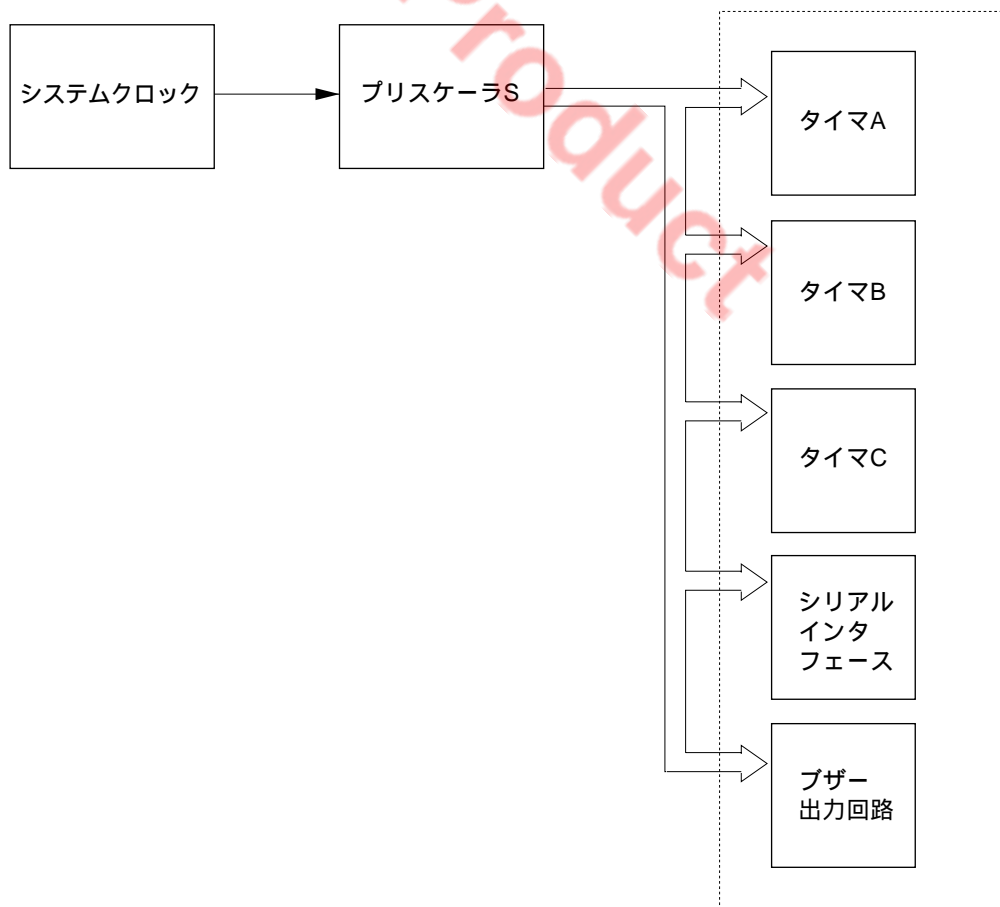 システムクロック
プリスケーラS
タイマA
タイマB
タイマC
シリアル
インタ
フェース
ブザー
出力回路
Product